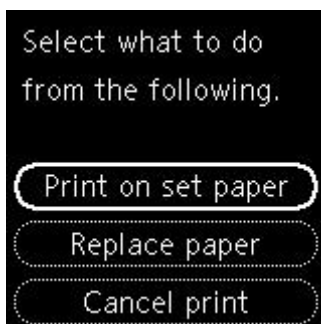 Select what to do
from the following.
Print on set paper
Replace paper
Cancel print